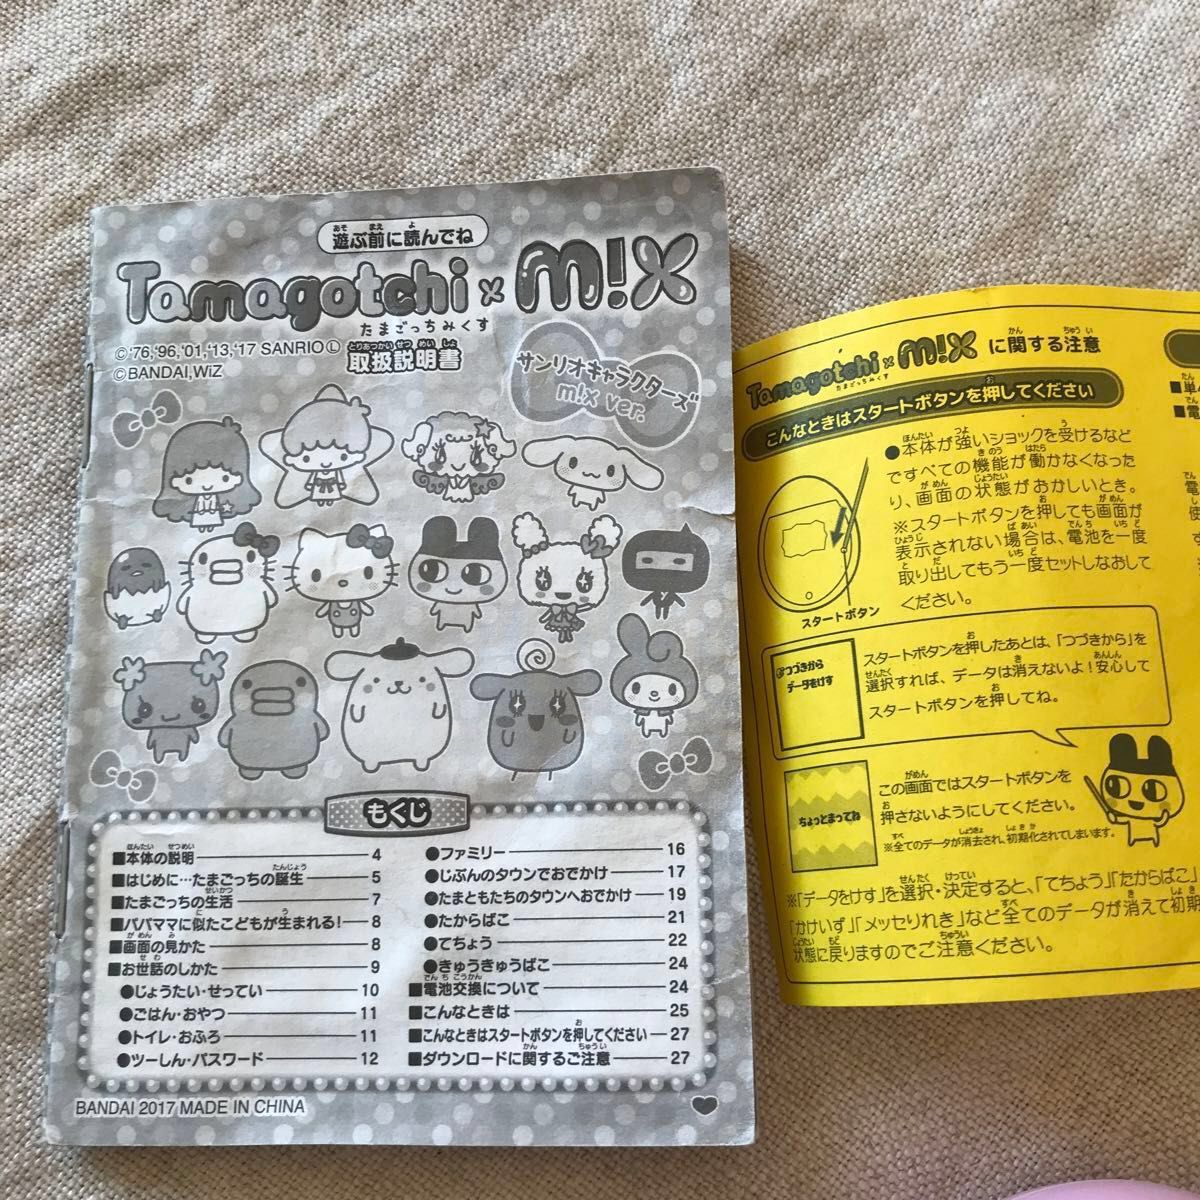 遊ぶ前に読んでね
Tamagotchi × m!x
たまごっちみくす
©'76,'96,'01,'13,'17 SANRIO Ⓛ
©BANDAI,WiZ
取扱説明書
サンリオキャラクターズ
m!x ver.
もくじ
■本体の説明 4
■はじめに…たまごっちの誕生 5
■たまごっちの生活 7
■パパママに似たこどもが生まれる! 8
■画面の見かた 8
■お世話のしかた 9
●じょうたい・せってい 10
●ごはん・おやつ 11
●トイレ・おふろ 11
●ツーしん・パスワード 12
●ファミリー 16
●じぶんのタウンでおでかけ 17
●たまともたちのタウンへおでかけ 19
●たからばこ 21
●てちょう 22
●きゅうきゅうばこ 24
■電池交換について 24
■こんなときは 25
■こんなときはスタートボタンを押してください 27
■ダウンロードに関するご注意 27
BANDAI 2017 MADE IN CHINA
Tamagotchi × m!x に関する注意
たまごっちみくす
こんなときはスタートボタンを押してください
●本体が強いショックを受けるなど
ですべての機能が働かなくなった
り、画面の状態がおかしいとき。
※スタートボタンを押しても画面が
表示されない場合は、電池を一度
取り出してもう一度セットしなおして
ください。
スタートボタン
つづきから
データをけす
スタートボタンを押したあとは、「つづきから」を
選択すれば、データは消えないよ!安心して
スタートボタンを押してね。
ちょっとまってね
この画面ではスタートボタンを
押さないようにしてください。
※全てのデータが消去され、初期化されてしまいます。
※「データをけす」を選択・決定すると、「てちょう」「たからばこ」
「かけいず」「メッセりれき」など全てのデータが消えて初期
状態に戻りますのでご注意ください。